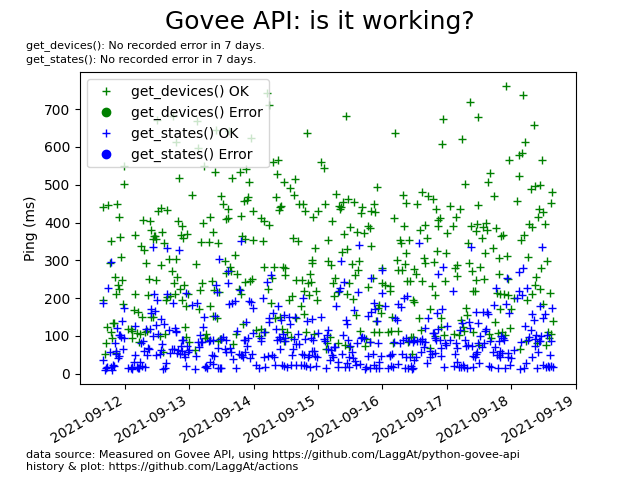 Govee API: is it working?
get_devices(): No recorded error in 7 days.
get_states(): No recorded error in 7 days.
get_devices() OK
get_devices() Error
get_states() OK
get_states() Error
Ping (ms)
700
600
500
400
300
200
100
0
2021-09-12
2021-09-13
2021-09-14
2021-09-15
2021-09-16
2021-09-17
2021-09-18
2021-09-19
data source: Measured on Govee API, using https://github.com/LaggAt/python-govee-api
history & plot: https://github.com/LaggAt/actions